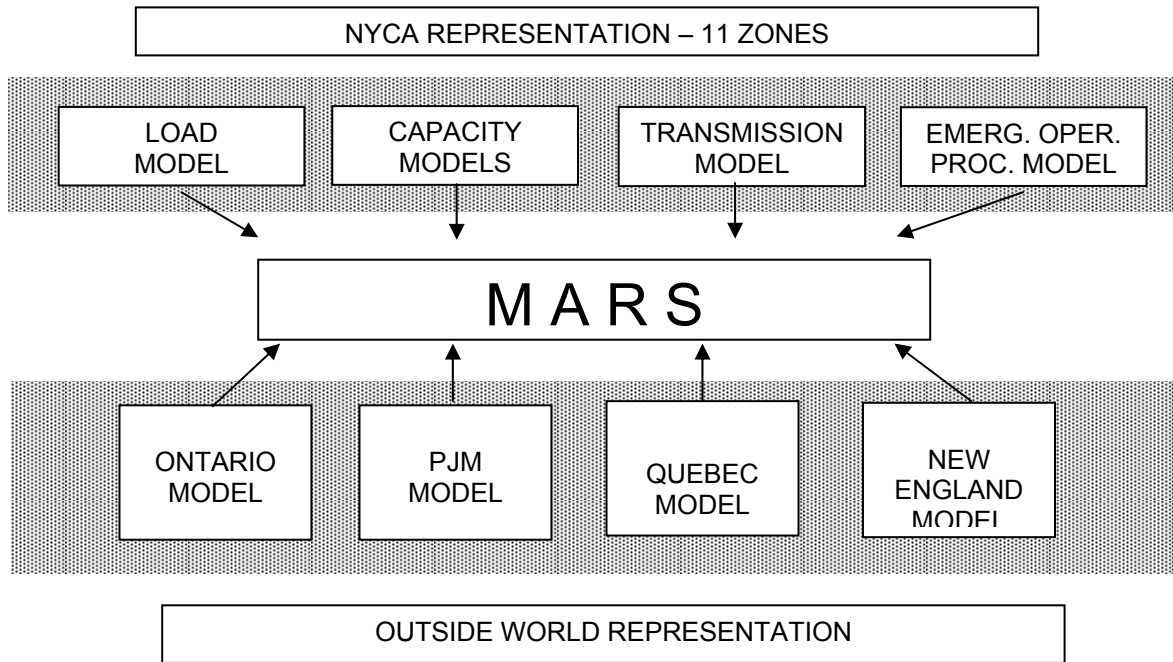 NYCA REPRESENTATION – 11 ZONES
LOAD
MODEL
CAPACITY
MODELS
TRANSMISSION
MODEL
EMERG. OPER.
PROC. MODEL
M A R S
ONTARIO
MODEL
PJM
MODEL
QUEBEC
MODEL
NEW
ENGLAND
MODEL
OUTSIDE WORLD REPRESENTATION